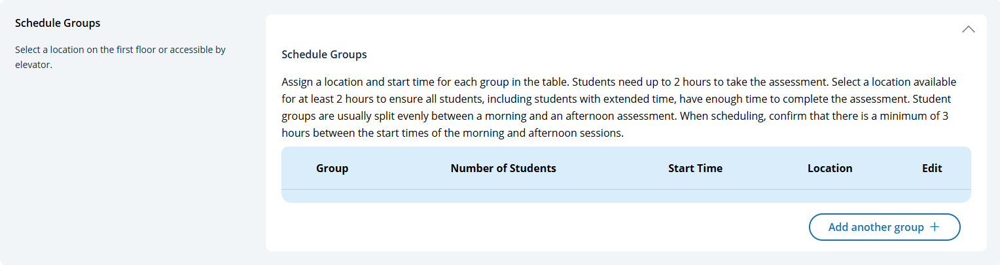 Schedule Groups
Select a location on the first floor or accessible by
elevator.
Schedule Groups
Assign a location and start time for each group in the table. Students need up to 2 hours to take the assessment. Select a location available
for at least 2 hours to ensure all students, including students with extended time, have enough time to complete the assessment. Student
groups are usually split evenly between a morning and an afternoon assessment. When scheduling, confirm that there is a minimum of 3
hours between the start times of the morning and afternoon sessions.
Group Number of Students Start Time Location Edit
Add another group +